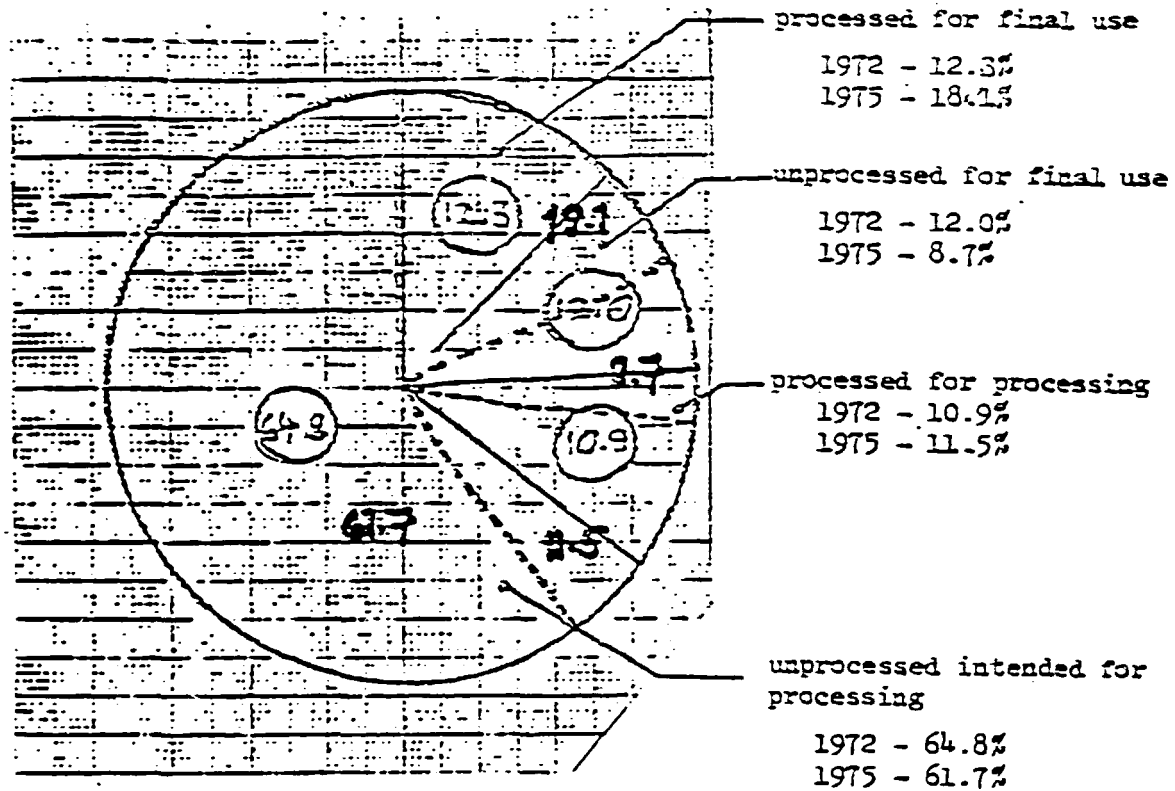 processed for final use
1972 - 12.3%
1975 - 18.1%
unprocessed for final use
1972 - 12.0%
1975 - 8.7%
processed for processing
1972 - 10.9%
1975 - 11.5%
unprocessed intended for
processing
1972 - 64.8%
1975 - 61.7%
12.3
12.0
10.9
61.7